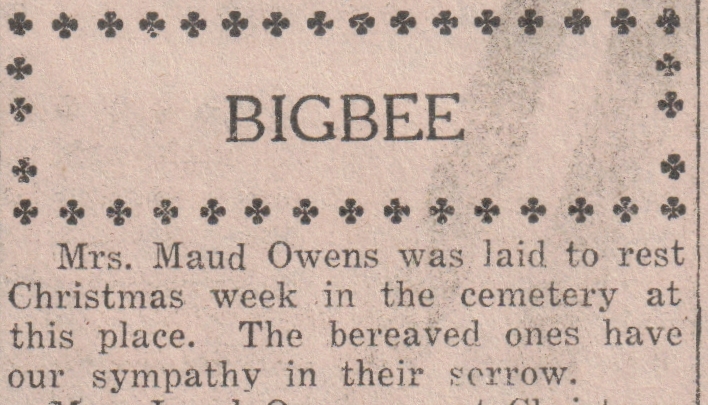 BIGBEE
Mrs. Maud Owens was laid to rest
Christmas week in the cemetery at
this place. The bereaved ones have
our sympathy in their sorrow.